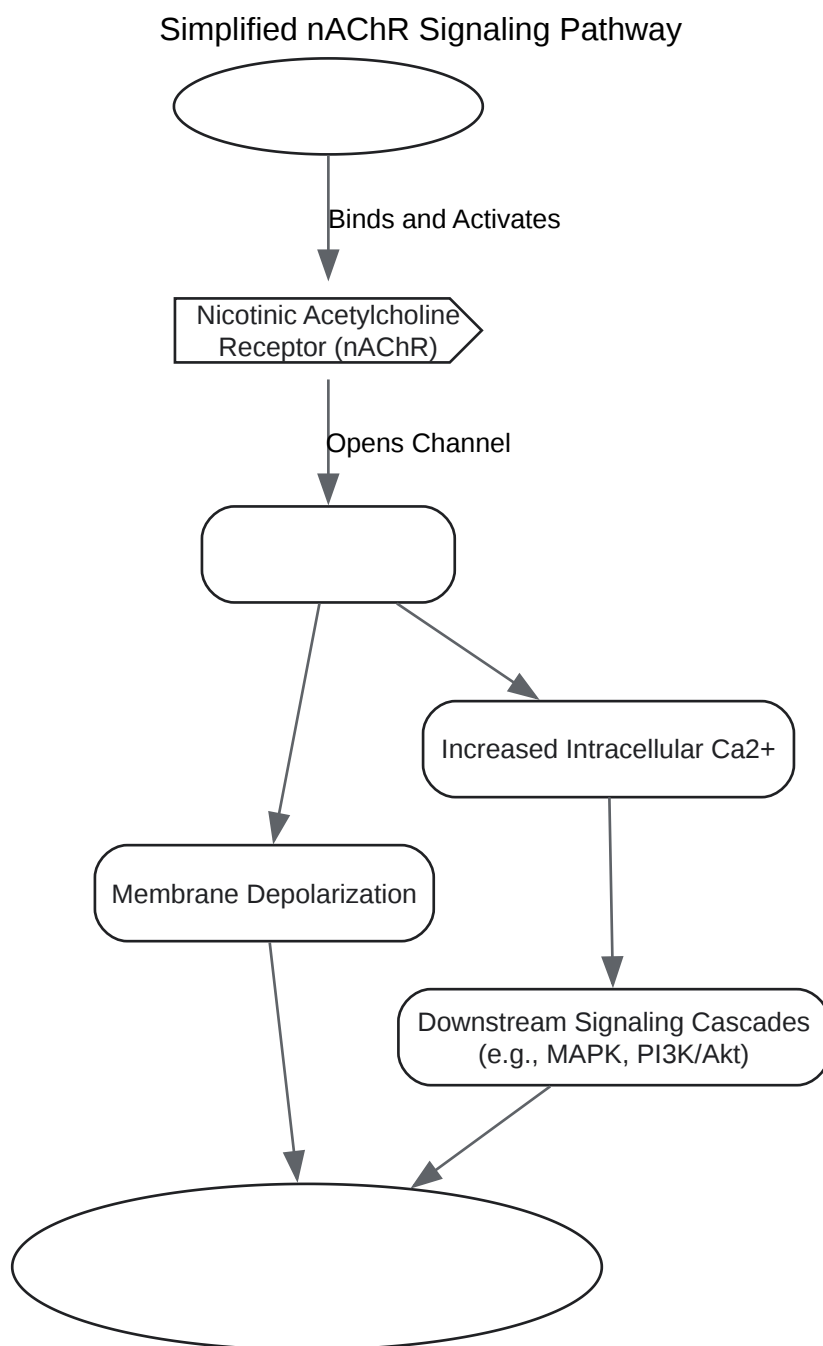 Simplified nAChR Signaling Pathway
Binds and Activates
Nicotinic Acetylcholine
Receptor (nAChR)
Opens Channel
Increased Intracellular Ca2+
Membrane Depolarization
Downstream Signaling Cascades
(e.g., MAPK, PI3K/Akt)